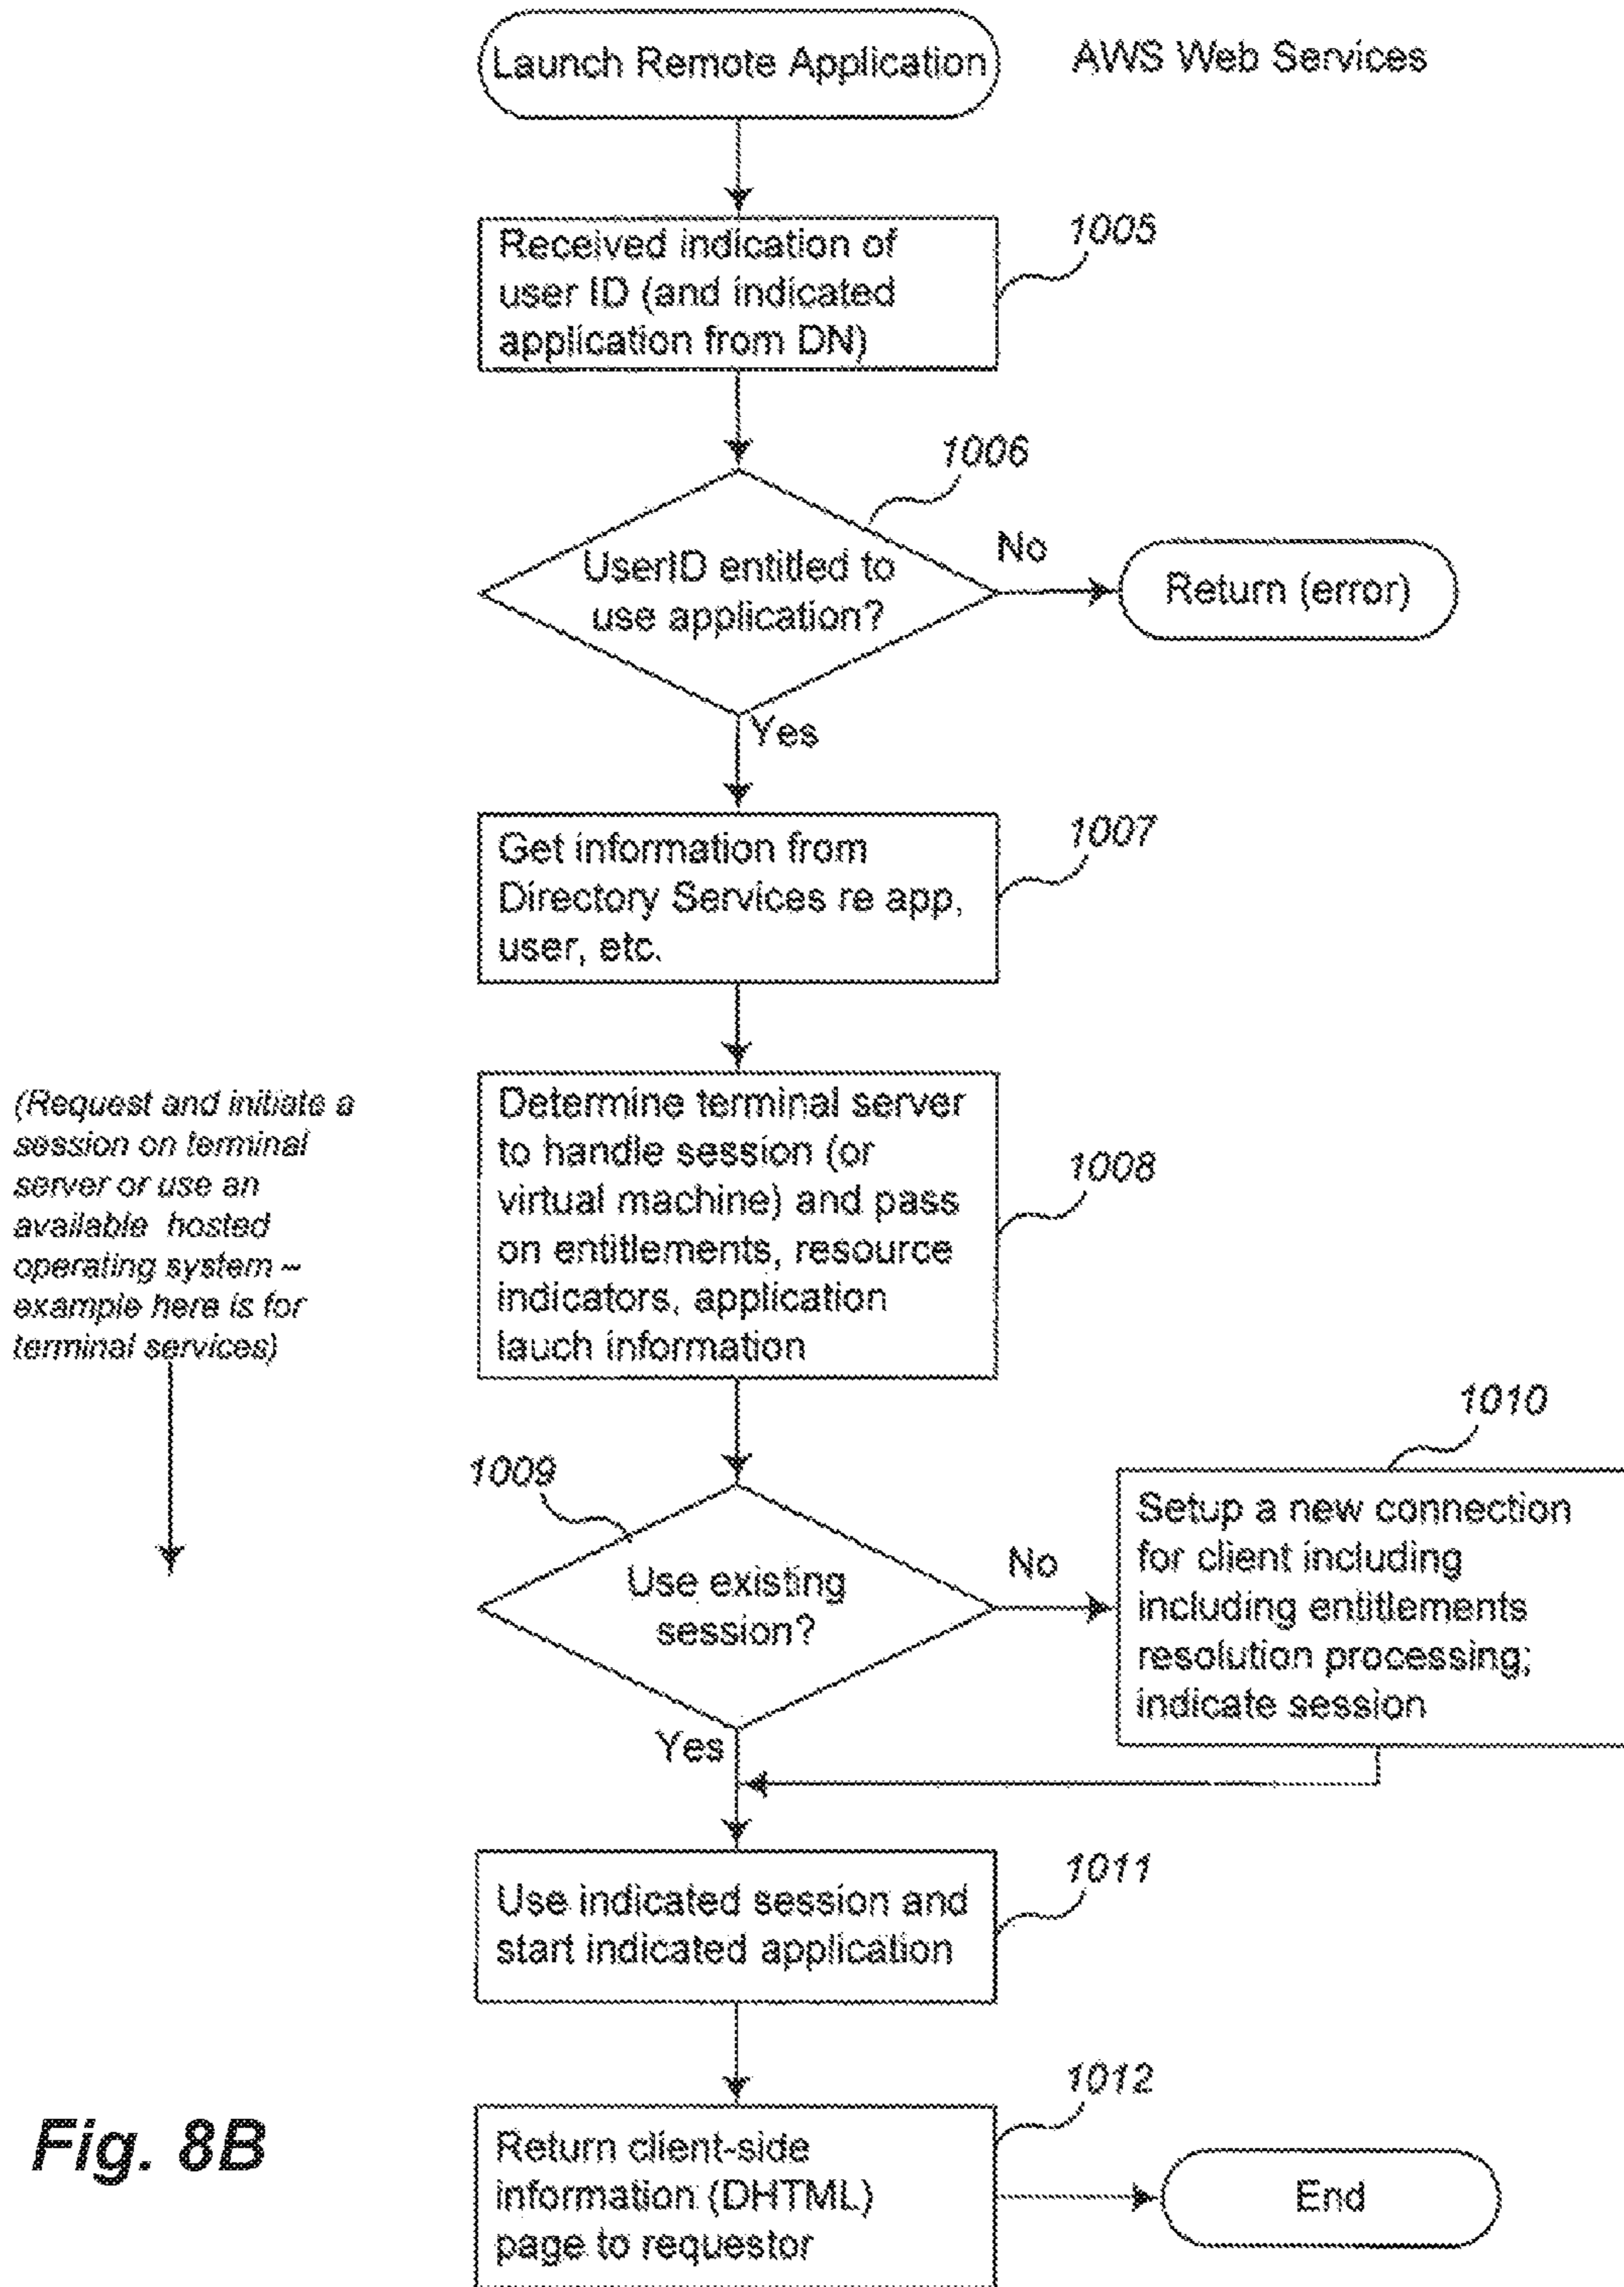 Launch Remote Application
AWS Web Services
1005
Received indication of
user ID (and indicated
application from DN)
1006
UserID entitled to
use application?
No
Return (error)
Yes
1007
Get information from
Directory Services re app,
user, etc.
(Request and initiate a
session on terminal
server or use an
available hosted
operating system –
example here is for
terminal services)
1008
Determine terminal server
to handle session (or
virtual machine) and pass
on entitlements, resource
indicators, application
lauch information
1009
Use existing
session?
No
1010
Setup a new connection
for client including
including entitlements
resolution processing;
indicate session
Yes
1011
Use indicated session and
start indicated application
1012
Return client-side
information (DHTML)
page to requestor
End
Fig. 8B